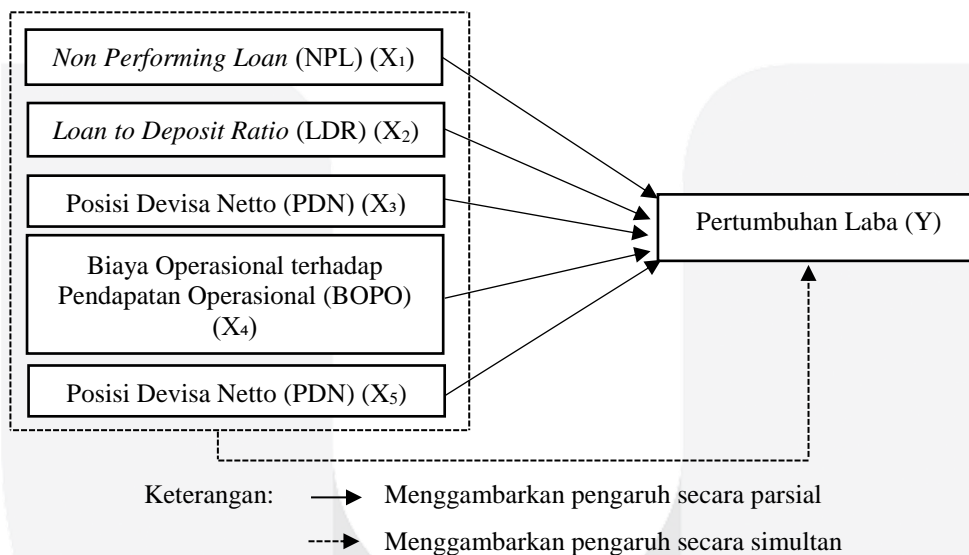 Non Performing Loan (NPL) (X₁)
Loan to Deposit Ratio (LDR) (X₂)
Posisi Devisa Netto (PDN) (X₃)
Biaya Operasional terhadap
Pendapatan Operasional (BOPO)
(X₄)
Posisi Devisa Netto (PDN) (X₅)
Pertumbuhan Laba (Y)
Keterangan:
Menggambarkan pengaruh secara parsial
Menggambarkan pengaruh secara simultan